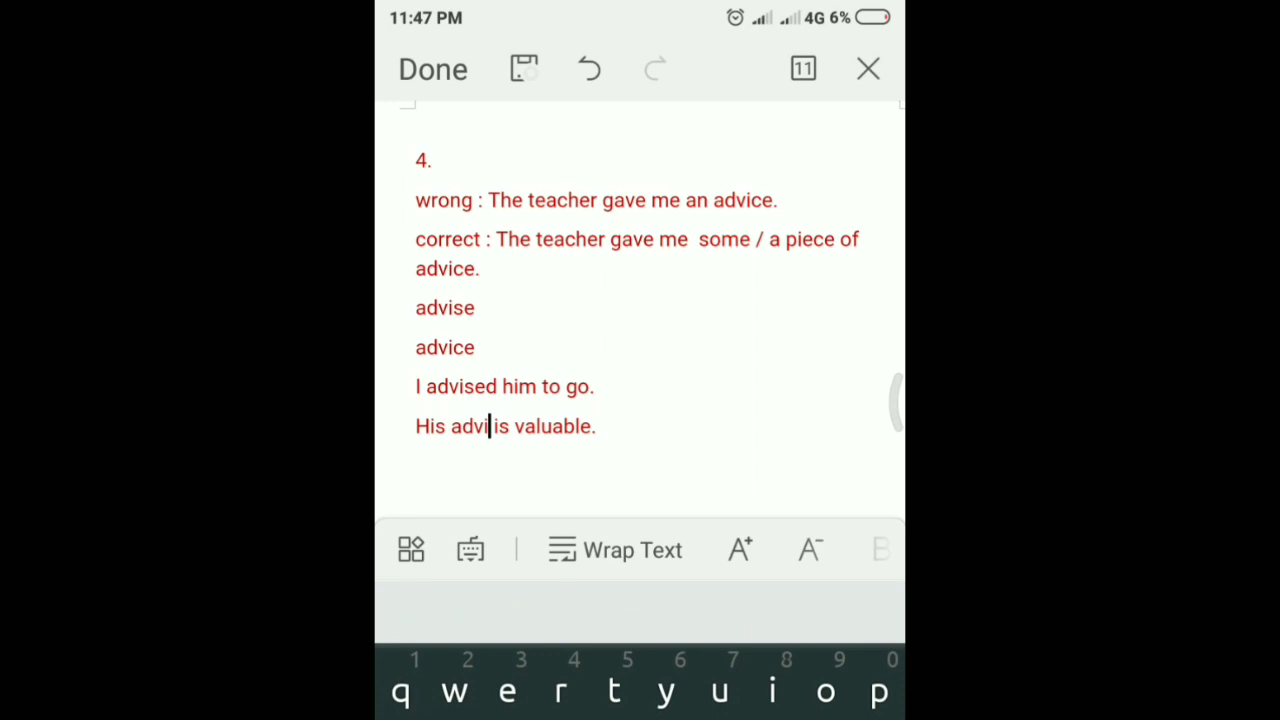 11:47 PM 4G 6%
Done 11
4.
wrong : The teacher gave me an advice.
correct : The teacher gave me  some / a piece of
advice.
advise
advice
I advised him to go.
His advi is valuable.
Wrap Text A+ A- B
1 2 3 4 5 6 7 8 9 0
q w e r t y u i o p